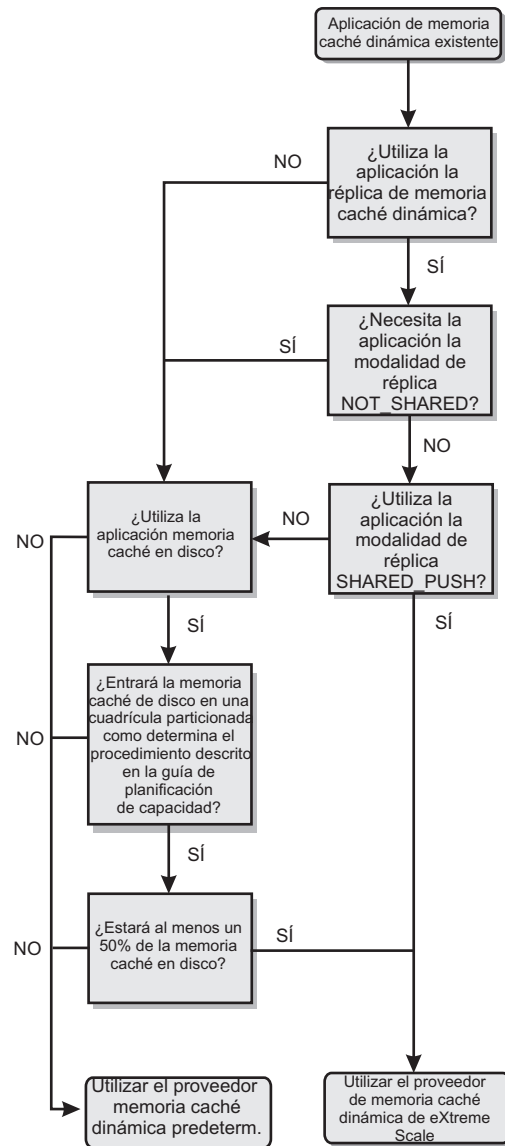 Aplicación de memoria
caché dinámica existente
NO
¿Utiliza la
aplicación la
réplica de memoria
caché dinámica?
SÍ
SÍ
¿Necesita la
aplicación la
modalidad de
réplica
NOT_SHARED?
NO
NO
¿Utiliza la
aplicación memoria
caché en disco?
NO
¿Utiliza la
aplicación la
modalidad de
réplica
SHARED_PUSH?
SÍ
SÍ
NO
¿Entrará la memoria
caché de disco en una
cuadrícula particionada
como determina el
procedimiento descrito
en la guía de
planificación
de capacidad?
SÍ
NO
¿Estará al menos un
50% de la memoria
caché en disco?
SÍ
Utilizar el proveedor
memoria caché
dinámica predeterm.
Utilizar el proveedor
de memoria caché
dinámica de eXtreme
Scale